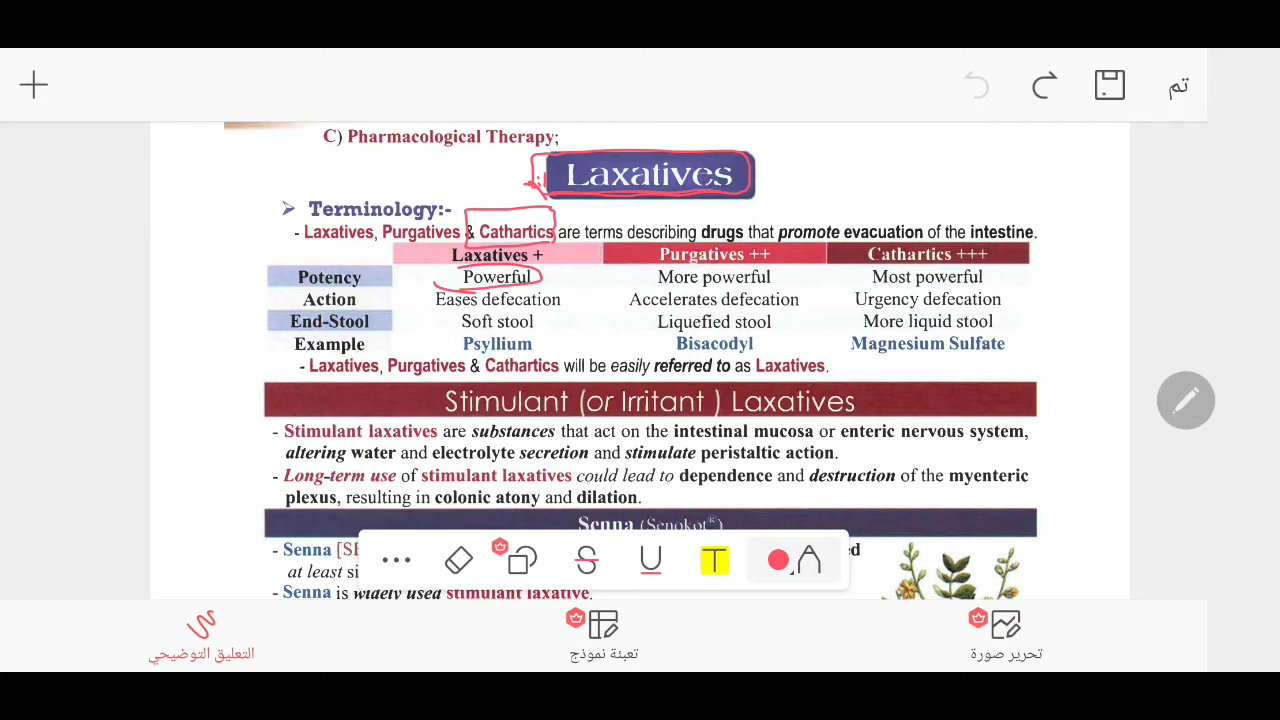 تم
C) Pharmacological Therapy;
Laxatives
➢ Terminology:-
- Laxatives, Purgatives & Cathartics are terms describing drugs that promote evacuation of the intestine.
Laxatives + Purgatives ++ Cathartics +++
Potency Powerful More powerful Most powerful
Action Eases defecation Accelerates defecation Urgency defecation
End-Stool Soft stool Liquefied stool More liquid stool
Example Psyllium Bisacodyl Magnesium Sulfate
- Laxatives, Purgatives & Cathartics will be easily referred to as Laxatives.
Stimulant (or Irritant ) Laxatives
- Stimulant laxatives are substances that act on the intestinal mucosa or enteric nervous system,
altering water and electrolyte secretion and stimulate peristaltic action.
- Long-term use of stimulant laxatives could lead to dependence and destruction of the myenteric
plexus, resulting in colonic atony and dilation.
Senna (Senokot®)
- Senna
at least
- Senna is widely used stimulant laxative.
S U T
التعليق التوضيحي
تعبئة نموذج
تحرير صورة